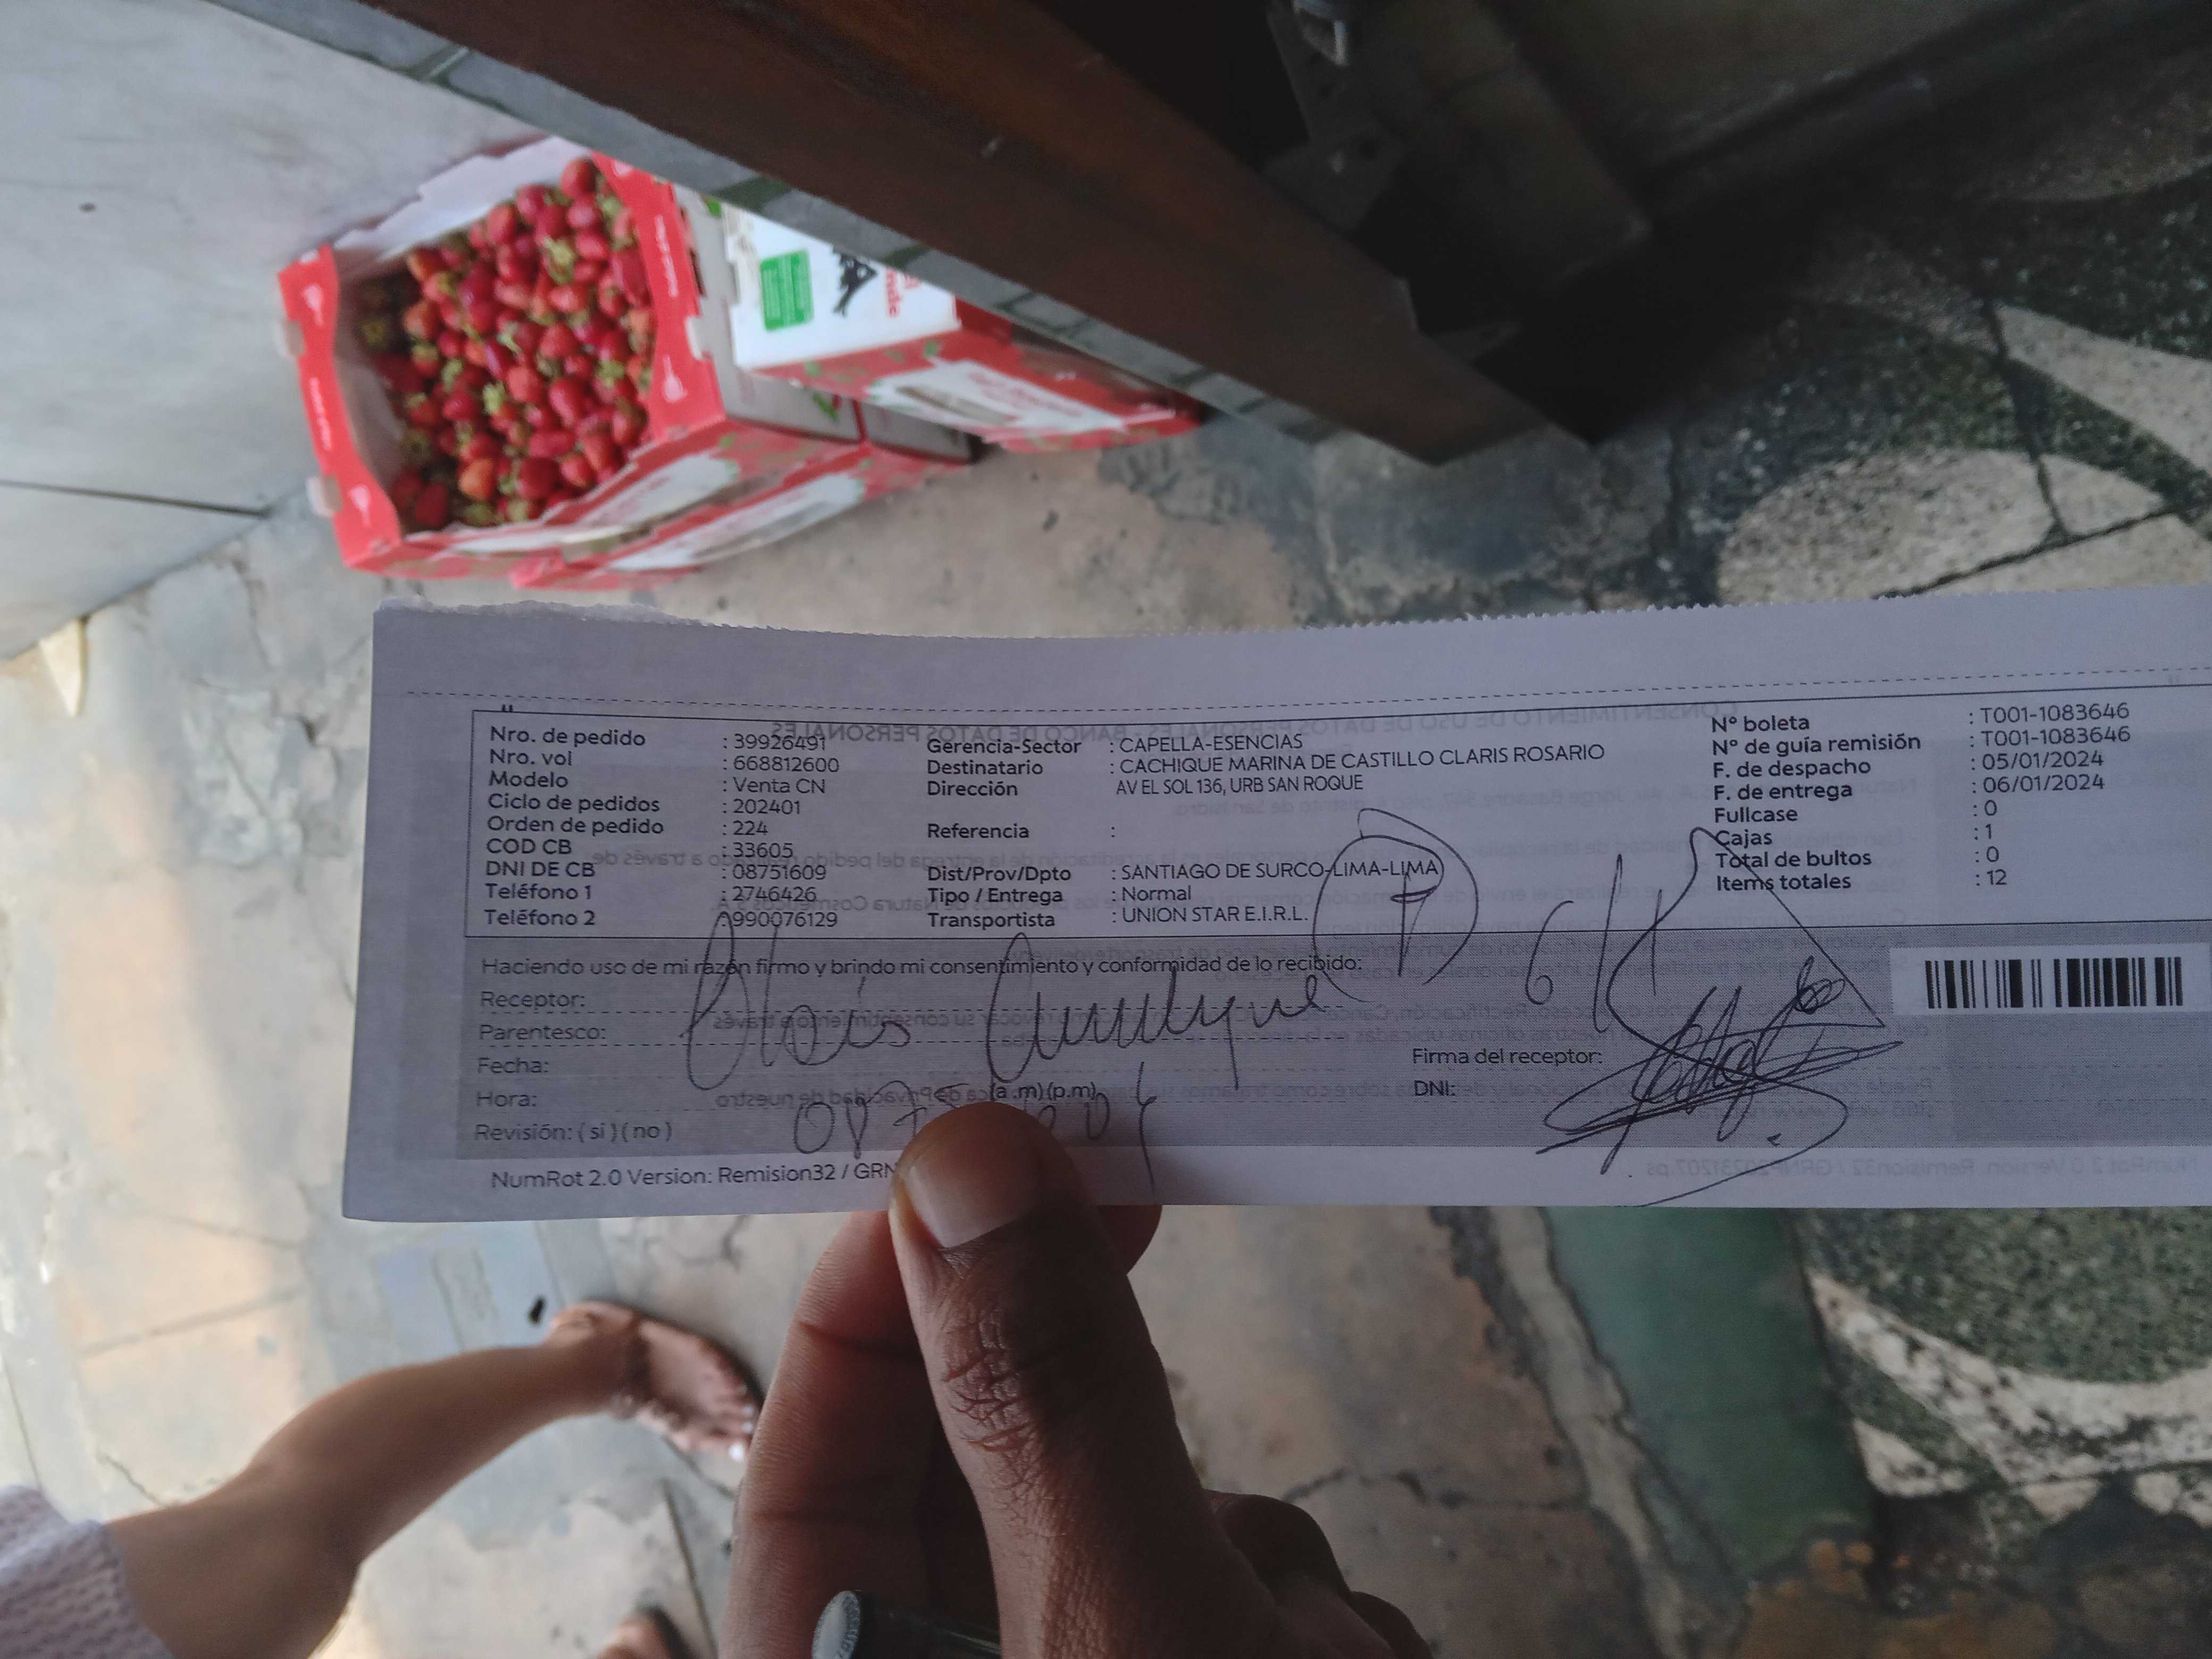 Nro. de pedido : 39926491
Nro. vol : 668812600
Modelo : Venta CN
Ciclo de pedidos : 202401
Orden de pedido : 224
COD CB : 33605
DNI DE CB : 08751609
Teléfono 1 : 2746426
Teléfono 2 : 990076129
Gerencia-Sector : CAPELLA-ESENCIAS
Destinatario : CACHIQUE MARINA DE CASTILLO CLARIS ROSARIO
Dirección AV EL SOL 136, URB SAN ROQUE
Referencia :
Dist/Prov/Dpto : SANTIAGO DE SURCO-LIMA-LIMA
Tipo / Entrega : Normal
Transportista : UNION STAR E.I.R.L.
N° boleta : T001-1083646
N° de guía remisión : T001-1083646
F. de despacho : 05/01/2024
F. de entrega : 06/01/2024
Fullcase : 0
Cajas : 1
Total de bultos : 0
Items totales : 12
Haciendo uso de mi razón firmo y brindo mi consentimiento y conformidad de lo recibido:
Receptor:
Parentesco:
Fecha:
Hora: (a.m)(p.m)
Revisión: (si)(no)
Firma del receptor:
DNI:
NumRot 2.0 Version: Remision32 /